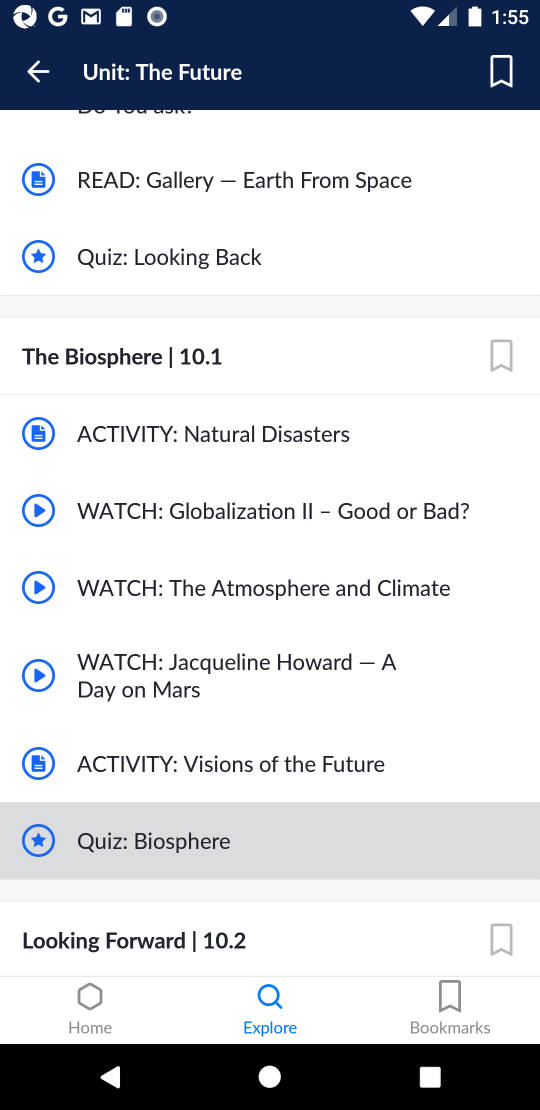 1:55
Unit: The Future
READ: Gallery — Earth From Space
Quiz: Looking Back
The Biosphere | 10.1
ACTIVITY: Natural Disasters
WATCH: Globalization II – Good or Bad?
WATCH: The Atmosphere and Climate
WATCH: Jacqueline Howard — A
Day on Mars
ACTIVITY: Visions of the Future
Quiz: Biosphere
Looking Forward | 10.2
Home
Explore
Bookmarks